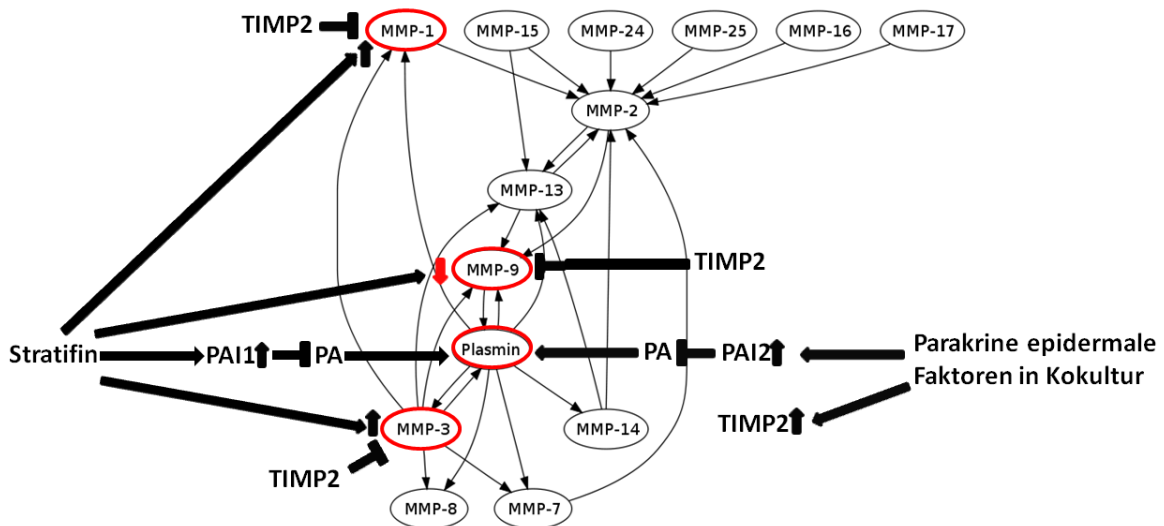 TIMP2
MMP-1
MMP-15
MMP-24
MMP-25
MMP-16
MMP-17
MMP-2
MMP-13
MMP-9
TIMP2
Stratifin
PAI1
PA
Plasmin
PA
PAI2
Parakrine epidermale
Faktoren in Kokultur
TIMP2
MMP-3
MMP-14
TIMP2
MMP-8
MMP-7